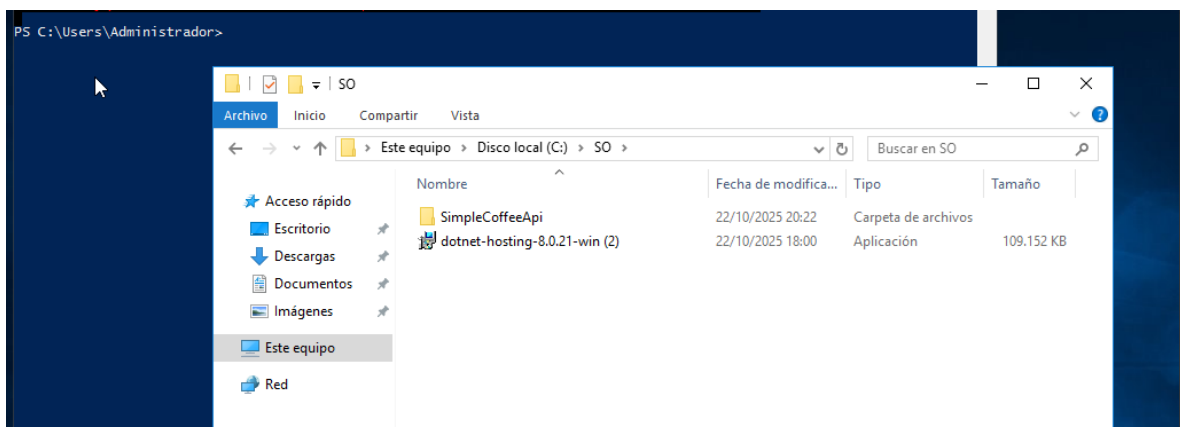 PS C:\Users\Administrador>
SO
Archivo Inicio Compartir Vista
Este equipo > Disco local (C:) > SO >
Buscar en SO
Nombre Fecha de modifica... Tipo Tamaño
Acceso rápido
Escritorio
Descargas
Documentos
Imágenes
Este equipo
Red
SimpleCoffeeApi 22/10/2025 20:22 Carpeta de archivos
dotnet-hosting-8.0.21-win (2) 22/10/2025 18:00 Aplicación 109.152 KB